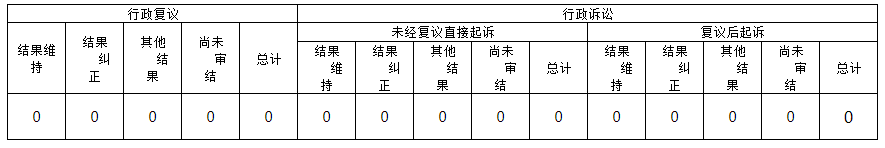 行政复议 行政诉讼
未经复议直接起诉 复议后起诉
结果维持 结果纠正 其他结果 尚未审结 总计 结果维持 结果纠正 其他结果 尚未审结 总计 结果维持 结果纠正 其他结果 尚未审结 总计
0 0 0 0 0 0 0 0 0 0 0 0 0 0 0